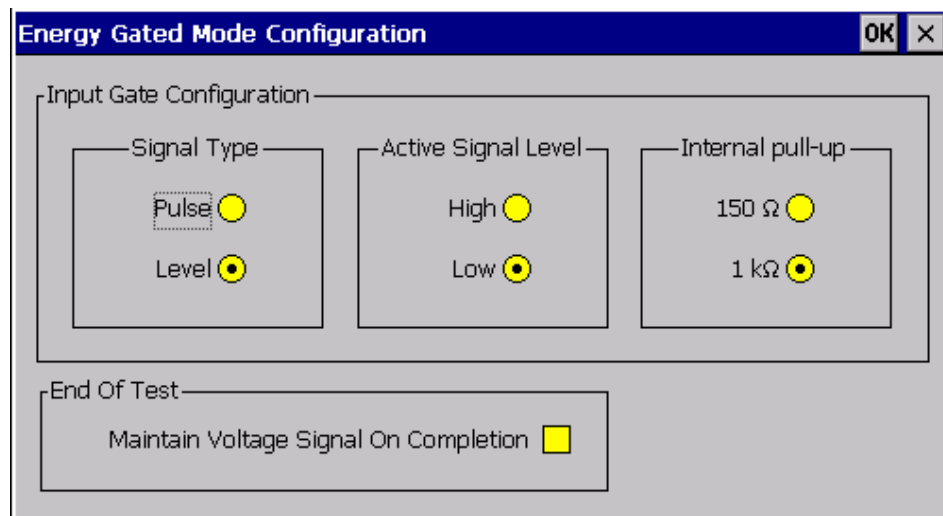 Energy Gated Mode Configuration OK ×
Input Gate Configuration
Signal Type Active Signal Level Internal pull-up
Pulse High 150 Ω
Level Low 1 kΩ
End Of Test
Maintain Voltage Signal On Completion